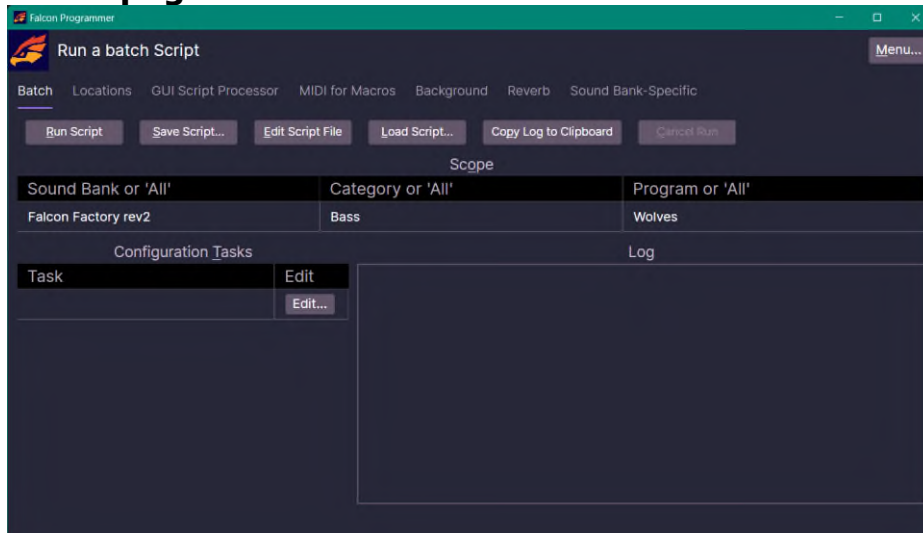 Falcon Programmer
Run a batch Script
Menu...
Batch Locations GUI Script Processor MIDI for Macros Background Reverb Sound Bank-Specific
Run Script Save Script... Edit Script File Load Script... Copy Log to Clipboard Cancel Run
Scope
Sound Bank or 'All' Category or 'All' Program or 'All'
Falcon Factory rev2 Bass Wolves
Configuration Tasks Log
Task Edit
Edit...